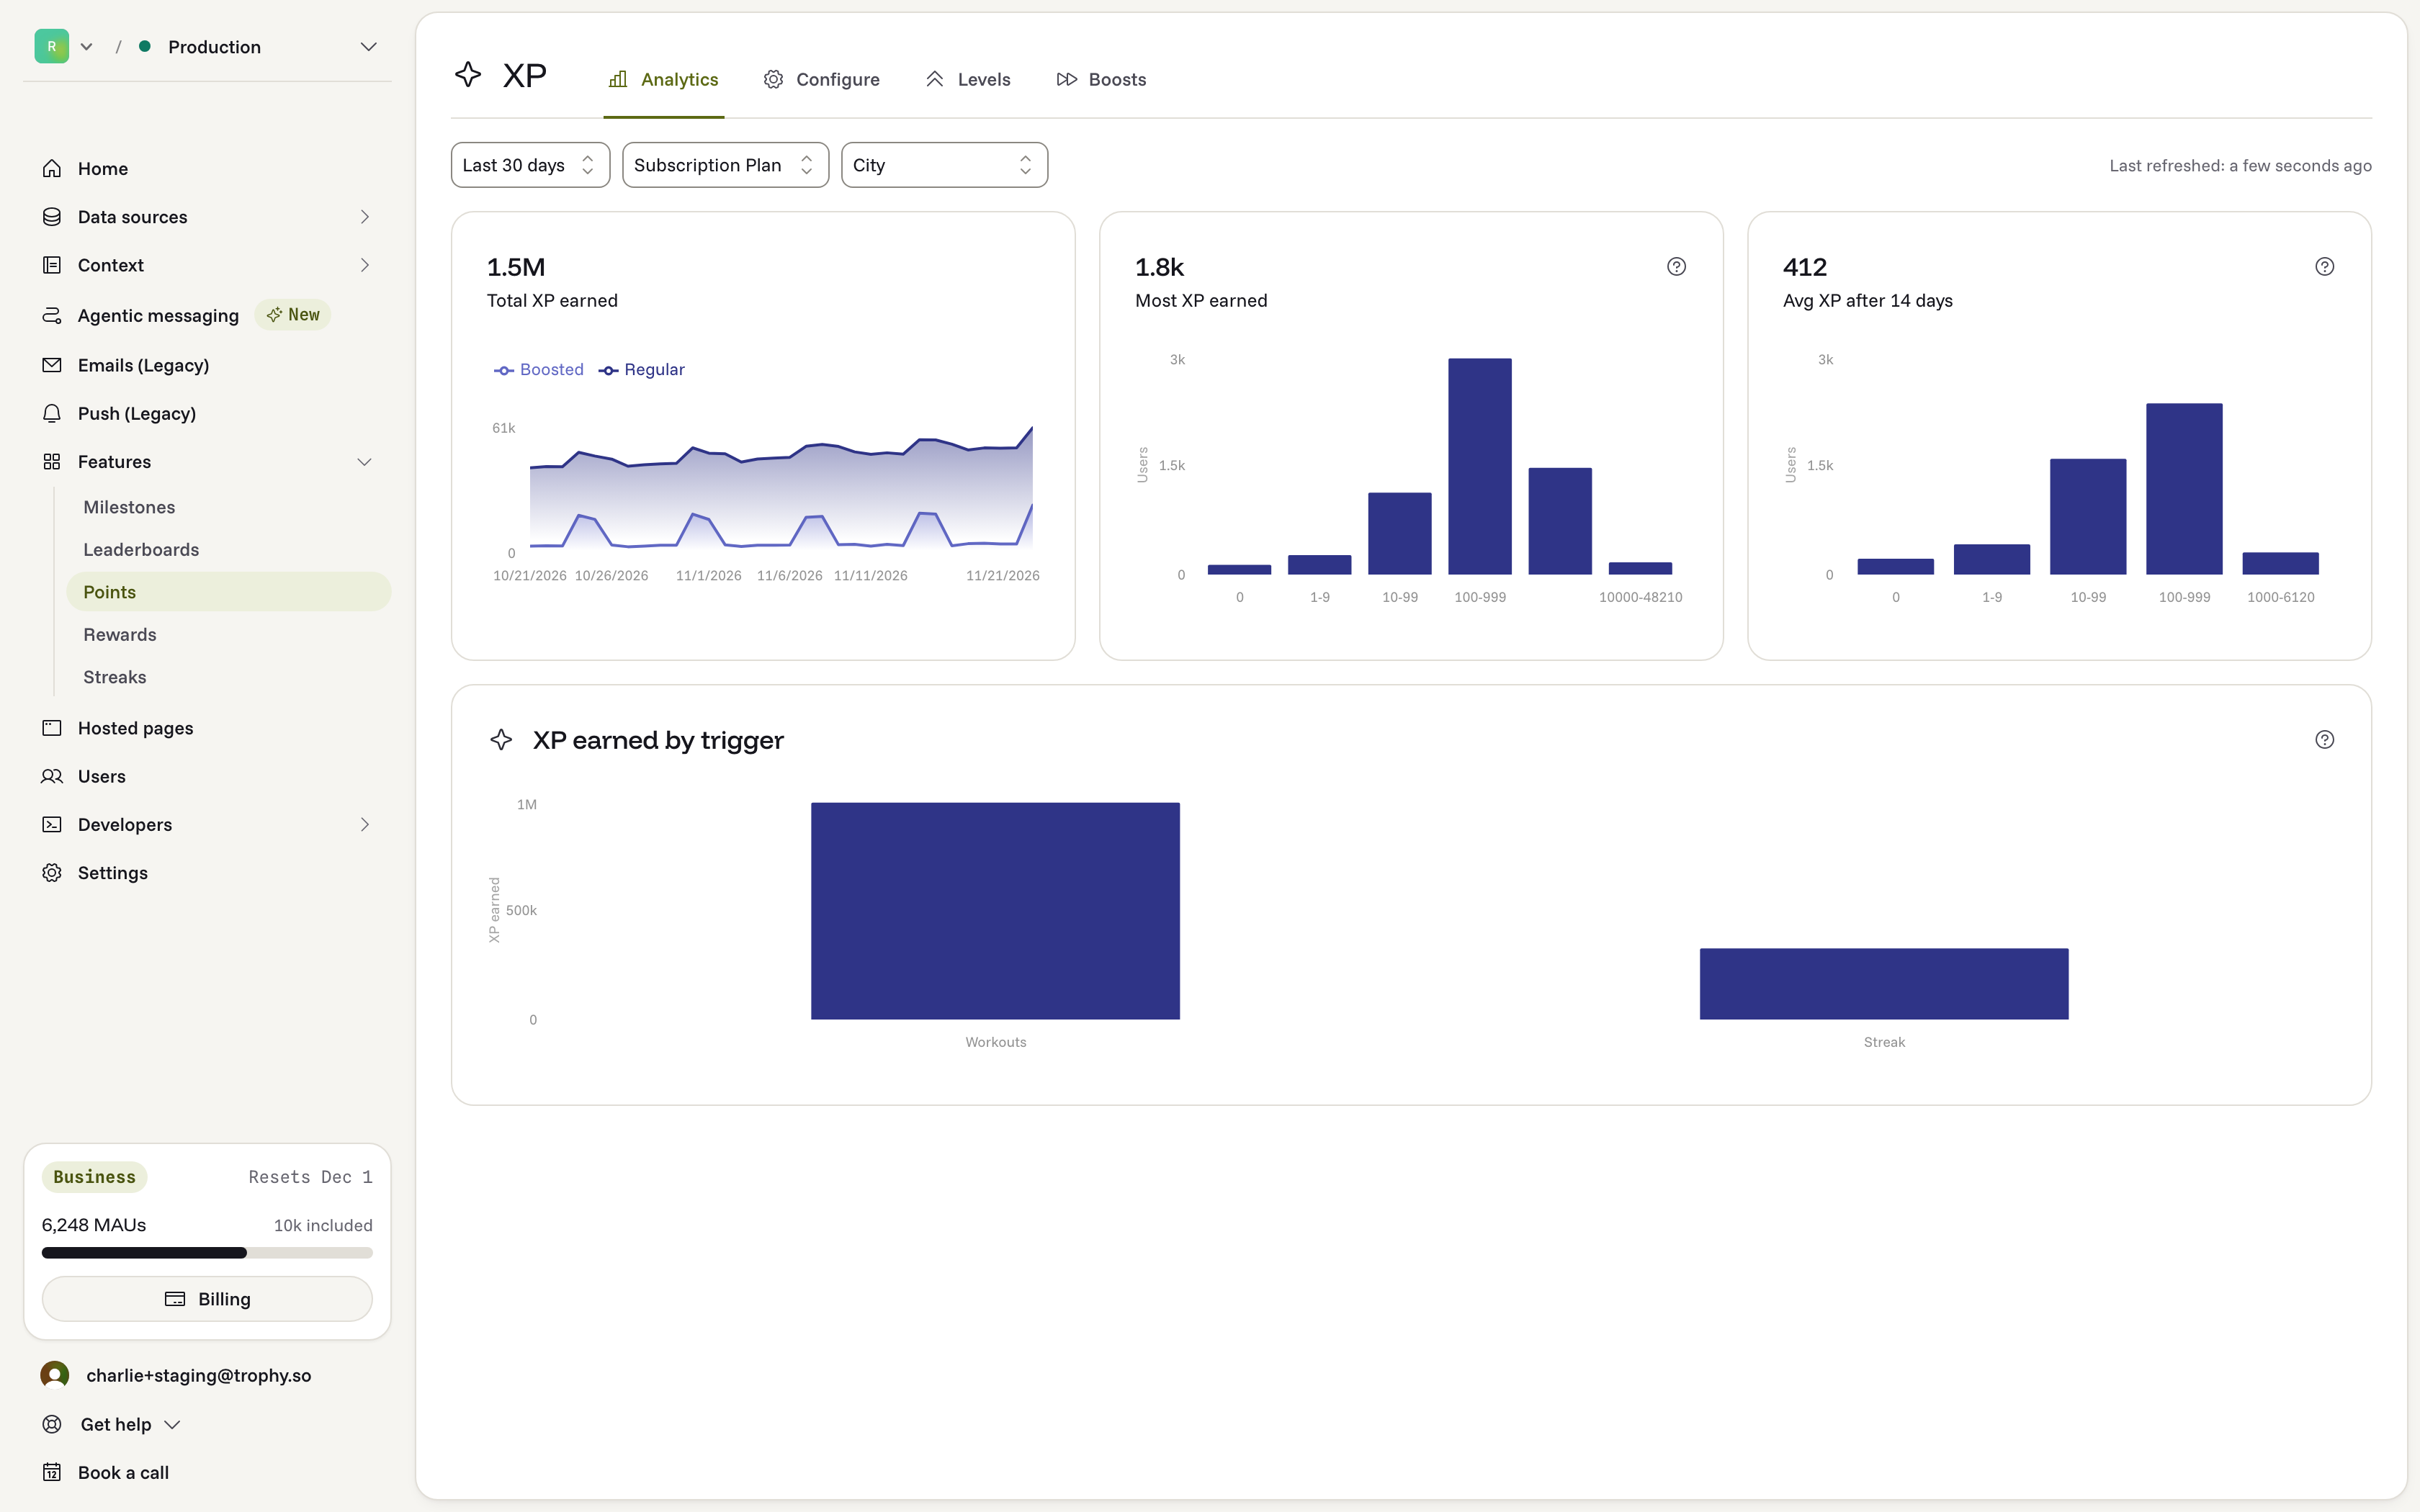 R / Production
Home
Data sources
Context
Agentic messaging New
Emails (Legacy)
Push (Legacy)
Features
Milestones
Leaderboards
Points
Rewards
Streaks
Hosted pages
Users
Developers
Settings
Business Resets Dec 1
6,248 MAUs 10k included
Billing
charlie+staging@trophy.so
Get help
12 Book a call
XP Analytics Configure Levels Boosts
Last 30 days Subscription Plan City Last refreshed: a few seconds ago
1.5M
Total XP earned
Boosted Regular
61k
0
10/21/2026 10/26/2026 11/1/2026 11/6/2026 11/11/2026 11/21/2026
1.8k
Most XP earned
3k
Users
1.5k
0
0 1-9 10-99 100-999 10000-48210
412
Avg XP after 14 days
3k
Users
1.5k
0
0 1-9 10-99 100-999 1000-6120
XP earned by trigger
1M
XP earned
500k
0
Workouts Streak